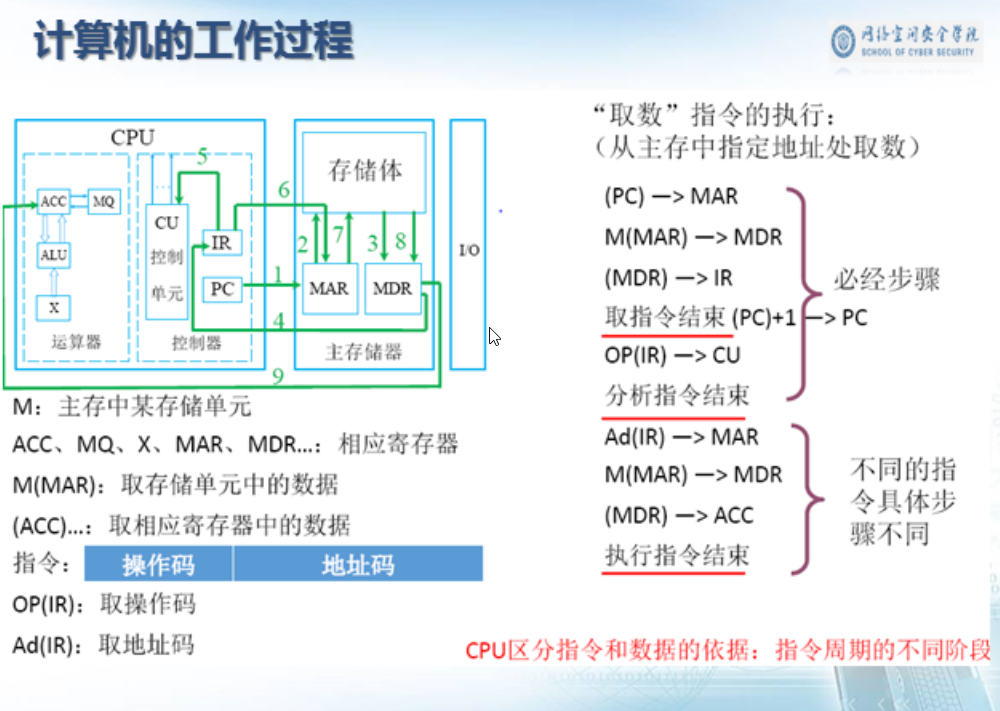 计算机的工作过程
网络空间安全学院
SCHOOL OF CYBER SECURITY
CPU
ACC
MQ
ALU
X
运算器
CU
控制
单元
IR
PC
控制器
存储体
MAR
MDR
主存储器
I/O
1
2
3
4
5
6
7
8
9
M：主存中某存储单元
ACC、MQ、X、MAR、MDR...：相应寄存器
M(MAR)：取存储单元中的数据
(ACC)...：取相应寄存器中的数据
指令： 操作码 地址码
OP(IR)：取操作码
Ad(IR)：取地址码
“取数”指令的执行：
（从主存中指定地址处取数）
(PC) —> MAR
M(MAR) —> MDR
(MDR) —> IR
取指令结束 (PC)+1 —> PC
OP(IR) —> CU
分析指令结束
必经步骤
Ad(IR) —> MAR
M(MAR) —> MDR
(MDR) —> ACC
执行指令结束
不同的指
令具体步
骤不同
CPU区分指令和数据的依据：指令周期的不同阶段